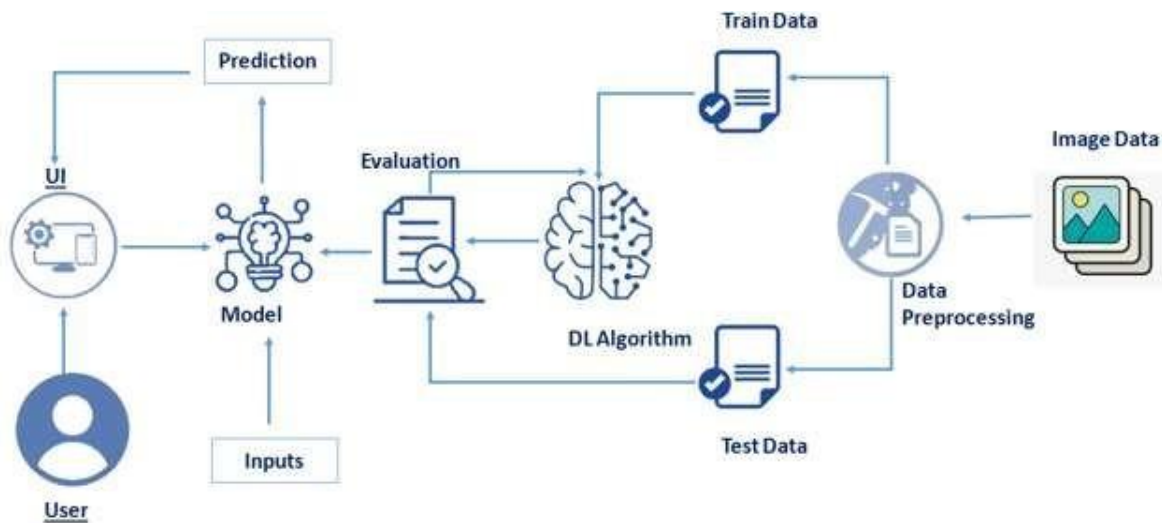 Train Data
Prediction
Image Data
Evaluation
UI
Data
Preprocessing
Model
DL Algorithm
Test Data
Inputs
User